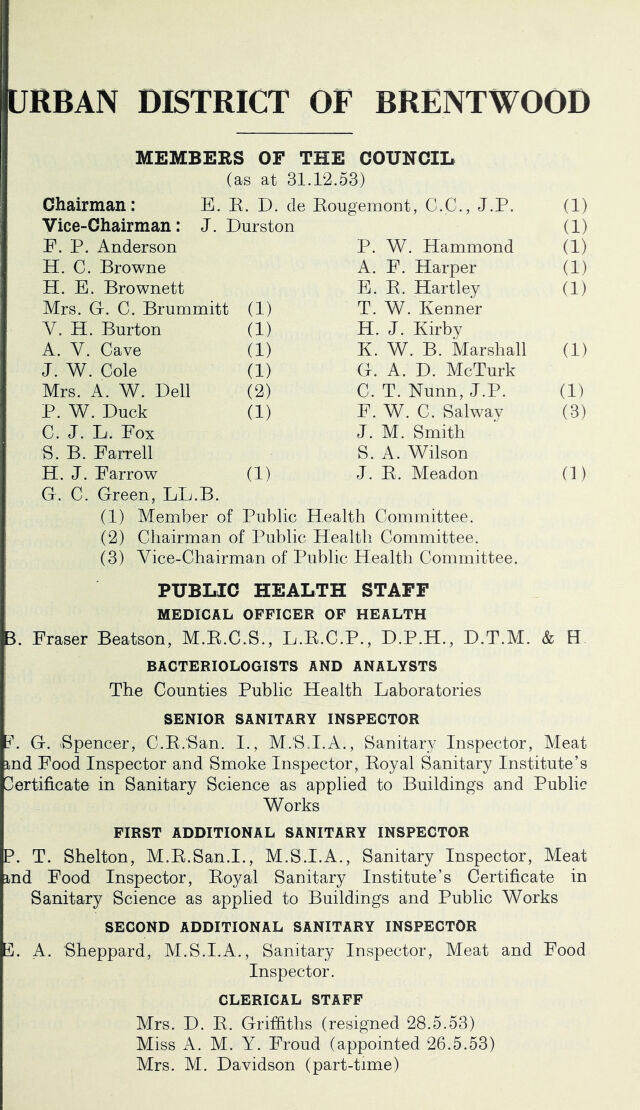 URBAN DISTRICT OF BRENTWOOD
MEMBERS OF THE COUNCIL
(as at 31.12.53)
Chairman: E. R. D. de Rougemont, C.C., J.P. (1)
Vice-Chairman: J. Durston (1)
F. P. Anderson P. W. Hammond (1)
H. C. Browne A. F. Harper (1)
H. E. Brownett E. R. Hartley (1)
Mrs. G. C. Brummitt (1) T. W. Kenner
V. H. Burton (1) H. J. Kirby
A. V. Cave (1) K. W. B. Marshall (1)
J. W. Cole (1) G. A. D. McTurk
Mrs. A. W. Dell (2) C. T. Nunn, J.P. (1)
P. W. Duck (1) F. W. C. Salway (3)
C. J. L. Fox J. M. Smith
S. B. Farrell S. A. Wilson
H. J. Farrow (1) J. R. Meadon (1)
G. C. Green, LL.B.
(1) Member of Public Health Committee.
(2) Chairman of Public Health Committee.
(3) Vice-Chairman of Public Health Committee.
PUBLIC HEALTH STAFF
MEDICAL OFFICER OF HEALTH
B. Fraser Beatson, M.R.C.S., L.R.C.P., D.P.H., D.T.M. & H
BACTERIOLOGISTS AND ANALYSTS
The Counties Public Health Laboratories
SENIOR SANITARY INSPECTOR
F. G. Spencer, C.R.San. I., M.S.I.A., Sanitary Inspector, Meat
and Food Inspector and Smoke Inspector, Royal Sanitary Institute's
Certificate in Sanitary Science as applied to Buildings and Public
Works
FIRST ADDITIONAL SANITARY INSPECTOR
P. T. Shelton, M.R.San.I., M.S.I.A., Sanitary Inspector, Meat
and Food Inspector, Royal Sanitary Institute's Certificate in
Sanitary Science as applied to Buildings and Public Works
SECOND ADDITIONAL SANITARY INSPECTOR
E. A. Sheppard, M.S.I.A., Sanitary Inspector, Meat and Food
Inspector.
CLERICAL STAFF
Mrs. D. R. Griffiths (resigned 28.5.53)
Miss A. M. Y. Froud (appointed 26.5.53)
Mrs. M. Davidson (part-time)